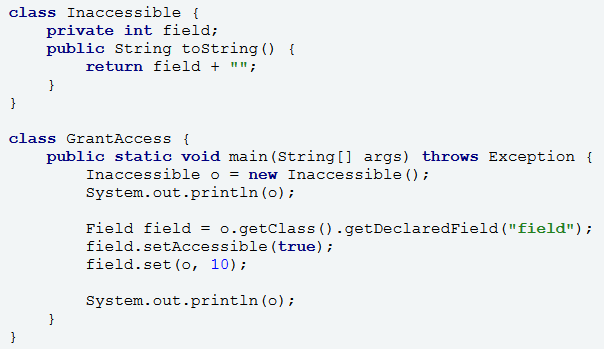 class Inaccessible {
    private int field;
    public String toString() {
        return field + "";
    }
}

class GrantAccess {
    public static void main(String[] args) throws Exception {
        Inaccessible o = new Inaccessible();
        System.out.println(o);

        Field field = o.getClass().getDeclaredField("field");
        field.setAccessible(true);
        field.set(o, 10);

        System.out.println(o);
    }
}